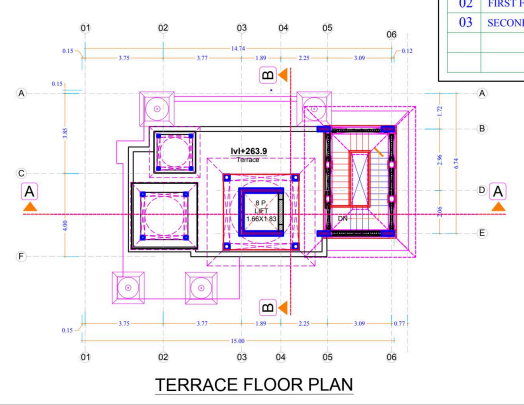 02 FIRST F
03 SECOND
01 02 03 04 05 06
0.15 14.74 0.12
3.75 3.77 1.89 2.25 3.09
B
0.15
A A
1.72
B
3.85 lvl+263.9
Terrace
2.96 6.74
C
D
A A
8 P.
LIFT
1.65X1.83
DN
4.00 2.06
E
F
B
3.75 3.77 1.89 2.25 3.09 0.77
0.15
15.00
01 02 03 04 05 06
TERRACE FLOOR PLAN